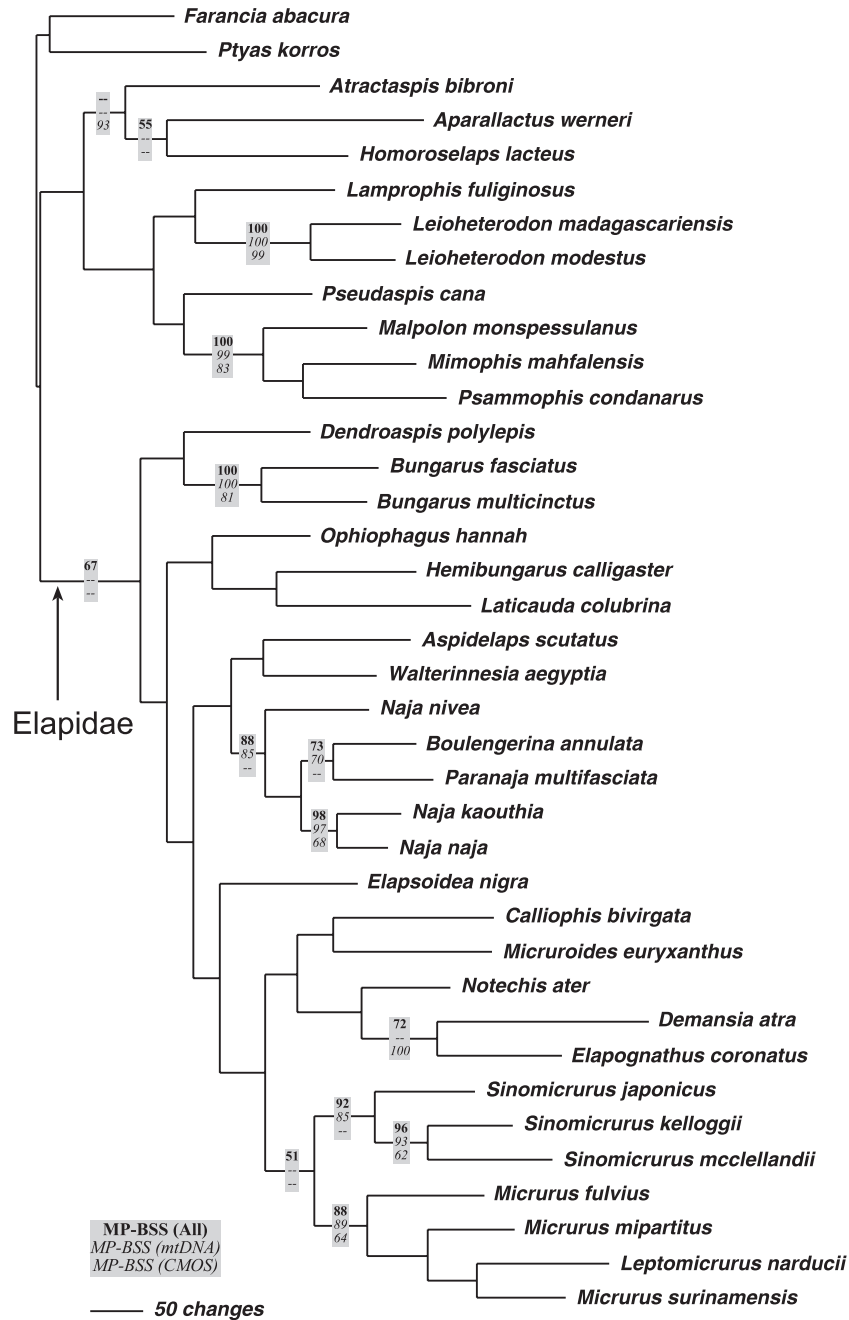 Farancia abacura
Ptyas korros
Atractaspis bibroni
--
--
93
Aparallactus werneri
55
--
--
Homoroselaps lacteus
Lamprophis fuliginosus
Leioheterodon madagascariensis
100
100
99
Leioheterodon modestus
Pseudaspis cana
Malpolon monspessulanus
100
99
83
Mimophis mahfalensis
Psammophis condanarus
Dendroaspis polylepis
Bungarus fasciatus
100
100
81
Bungarus multicinctus
Ophiophagus hannah
67
--
--
Hemibungarus calligaster
Laticauda colubrina
Elapidae
Aspidelaps scutatus
Walterinnesia aegyptia
Naja nivea
88
85
--
Boulengerina annulata
73
70
--
Paranaja multifasciata
Naja kaouthia
98
97
68
Naja naja
Elapsoidea nigra
Calliophis bivirgata
Micruroides euryxanthus
Notechis ater
Demansia atra
72
--
100
Elapognathus coronatus
Sinomicrurus japonicus
92
85
--
Sinomicrurus kelloggii
96
93
62
Sinomicrurus mcclellandii
51
--
--
Micrurus fulvius
88
89
64
Micrurus mipartitus
Leptomicrurus narducii
Micrurus surinamensis
MP-BSS (All)
MP-BSS (mtDNA)
MP-BSS (CMOS)
50 changes